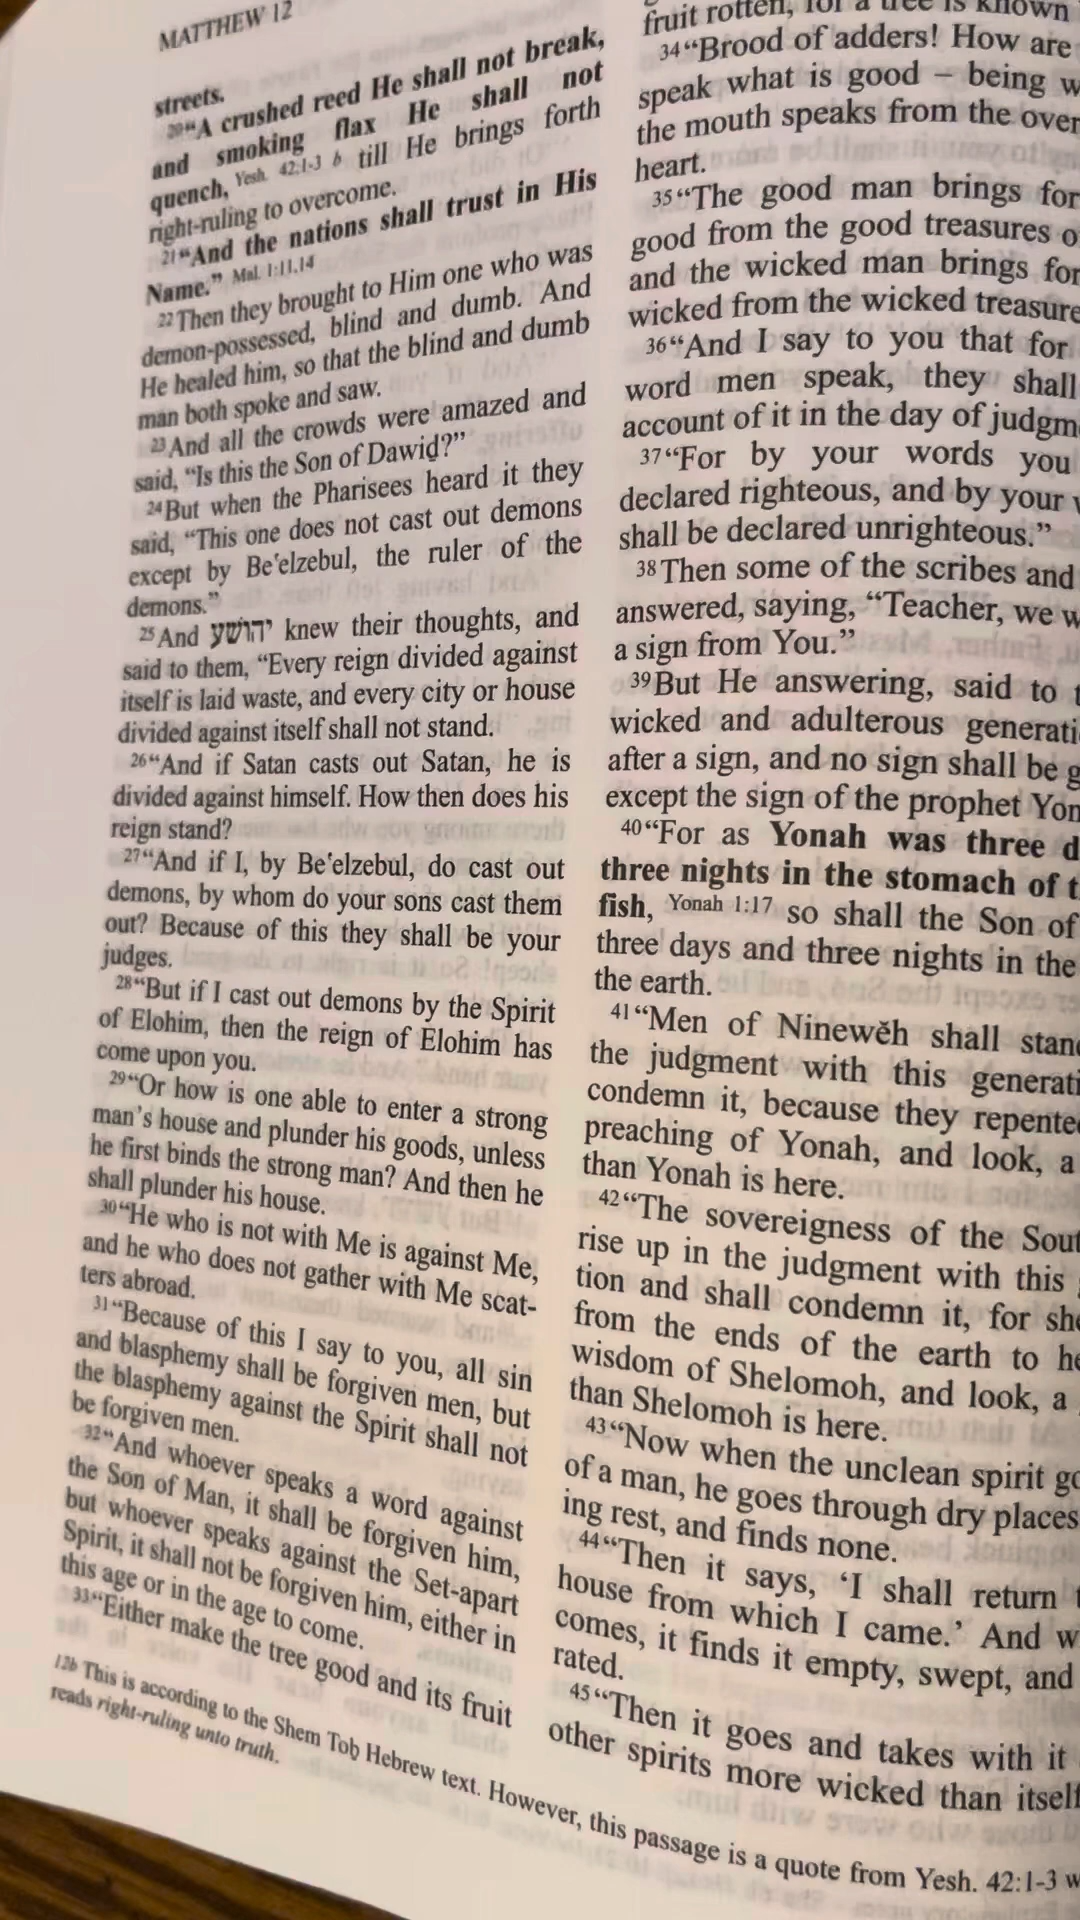 MATTHEW 12
streets.
20“A crushed reed He shall not break,
and smoking flax He shall not
quench, Yesh. 42:1-3 b till He brings forth
right-ruling to overcome.
21“And the nations shall trust in His
Name.” Mal. 1:11,14
22Then they brought to Him one who was
demon-possessed, blind and dumb. And
He healed him, so that the blind and dumb
man both spoke and saw.
23And all the crowds were amazed and
said, “Is this the Son of Dawiḏ?”
24But when the Pharisees heard it they
said, “This one does not cast out demons
except by Beʽelzebul, the ruler of the
demons.”
25And יהושע knew their thoughts, and
said to them, “Every reign divided against
itself is laid waste, and every city or house
divided against itself shall not stand.
26“And if Satan casts out Satan, he is
divided against himself. How then does his
reign stand?
27“And if I, by Beʽelzebul, do cast out
demons, by whom do your sons cast them
out? Because of this they shall be your
judges.
28“But if I cast out demons by the Spirit
of Elohim, then the reign of Elohim has
come upon you.
29“Or how is one able to enter a strong
man’s house and plunder his goods, unless
he first binds the strong man? And then he
shall plunder his house.
30“He who is not with Me is against Me,
and he who does not gather with Me scat-
ters abroad.
31“Because of this I say to you, all sin
and blasphemy shall be forgiven men, but
the blasphemy against the Spirit shall not
be forgiven men.
32“And whoever speaks a word against
the Son of Man, it shall be forgiven him,
but whoever speaks against the Set-apart
Spirit, it shall not be forgiven him, either in
this age or in the age to come.
33“Either make the tree good and its fruit
fruit rotten, for a tree is known
34“Brood of adders! How are
speak what is good – being w
the mouth speaks from the over
heart.
35“The good man brings for
good from the good treasures o
and the wicked man brings for
wicked from the wicked treasure
36“And I say to you that for
word men speak, they shall
account of it in the day of judgm
37“For by your words you
declared righteous, and by your
shall be declared unrighteous.”
38Then some of the scribes and
answered, saying, “Teacher, we w
a sign from You.”
39But He answering, said to t
wicked and adulterous generati
after a sign, and no sign shall be g
except the sign of the prophet Yon
40“For as Yonah was three d
three nights in the stomach of t
fish, Yonah 1:17 so shall the Son of
three days and three nights in the
the earth.
41“Men of Ninewĕh shall stand
the judgment with this generati
condemn it, because they repente
preaching of Yonah, and look, a
than Yonah is here.
42“The sovereigness of the Sout
rise up in the judgment with this
tion and shall condemn it, for she
from the ends of the earth to he
wisdom of Shelomoh, and look, a
than Shelomoh is here.
43“Now when the unclean spirit go
of a man, he goes through dry places
ing rest, and finds none.
44“Then it says, ‘I shall return t
house from which I came.’ And w
comes, it finds it empty, swept, and
rated.
45“Then it goes and takes with it
other spirits more wicked than itself
12b This is according to the Shem Toḇ Hebrew text. However, this passage is a quote from Yesh. 42:1-3 w
reads right-ruling unto truth.